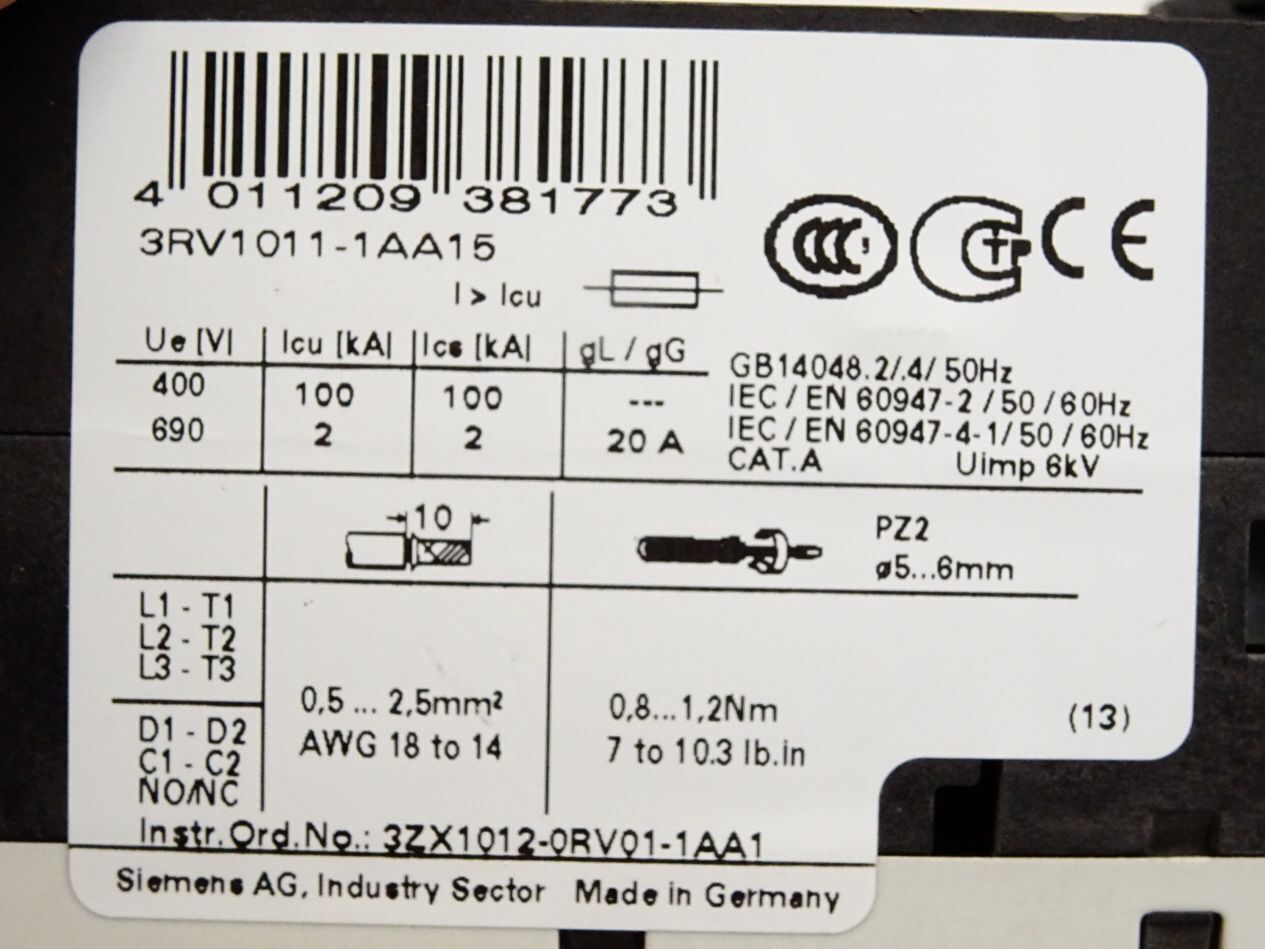 4 011209 381773
3RV1011-1AA15
I > Icu
Ue [V] Icu [kA] Ics [kA] gL / gG
400 100 100 ---
690 2 2 20 A
GB14048.2/.4/ 50Hz
IEC / EN 60947-2 / 50 / 60Hz
IEC / EN 60947-4-1/ 50 / 60Hz
CAT.A Uimp 6kV
CCC
CE
10
PZ2
ø5...6mm
L1 - T1
L2 - T2
L3 - T3
D1 - D2
C1 - C2
NO/NC
0,5 ... 2,5mm²
AWG 18 to 14
0,8...1,2Nm
7 to 10.3 lb.in
(13)
Instr.Ord.No.: 3ZX1012-0RV01-1AA1
Siemens AG, Industry Sector Made in Germany